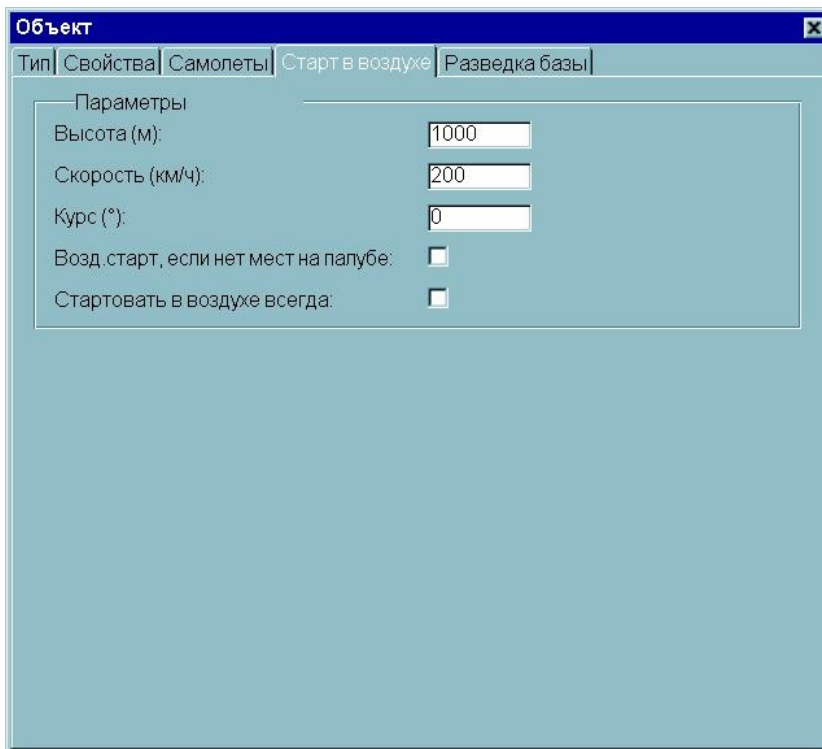 Объект
Тип Свойства Самолеты Старт в воздухе Разведка базы
Параметры
Высота (м): 1000
Скорость (км/ч): 200
Курс (°): 0
Возд.старт, если нет мест на палубе:
Стартовать в воздухе всегда: